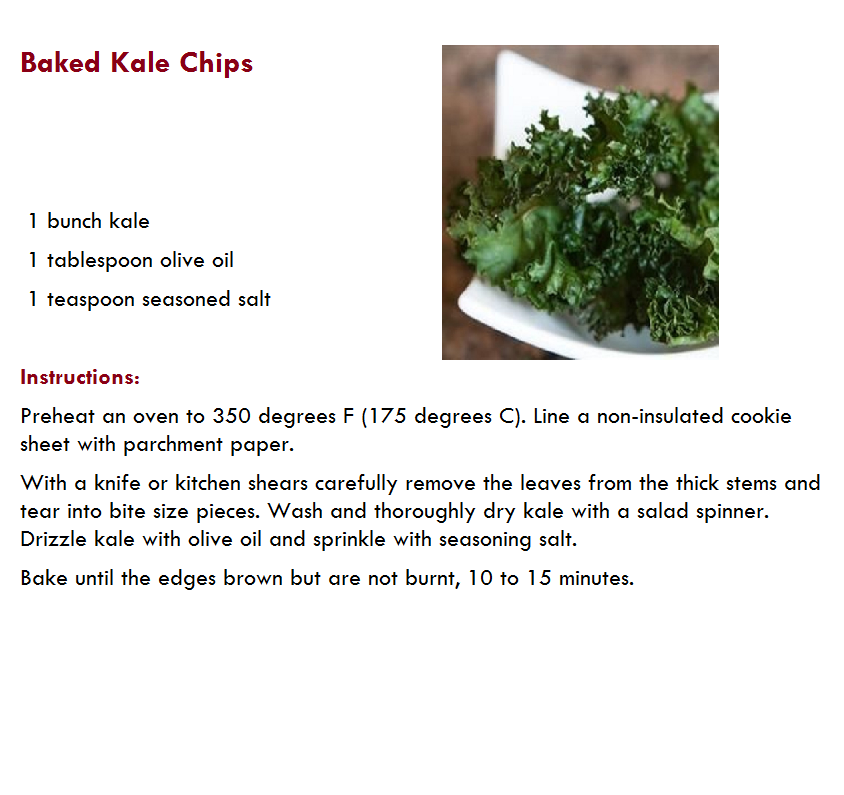 Baked Kale Chips
1 bunch kale
1 tablespoon olive oil
1 teaspoon seasoned salt
Instructions:
Preheat an oven to 350 degrees F (175 degrees C). Line a non-insulated cookie
sheet with parchment paper.
With a knife or kitchen shears carefully remove the leaves from the thick stems and
tear into bite size pieces. Wash and thoroughly dry kale with a salad spinner.
Drizzle kale with olive oil and sprinkle with seasoning salt.
Bake until the edges brown but are not burnt, 10 to 15 minutes.